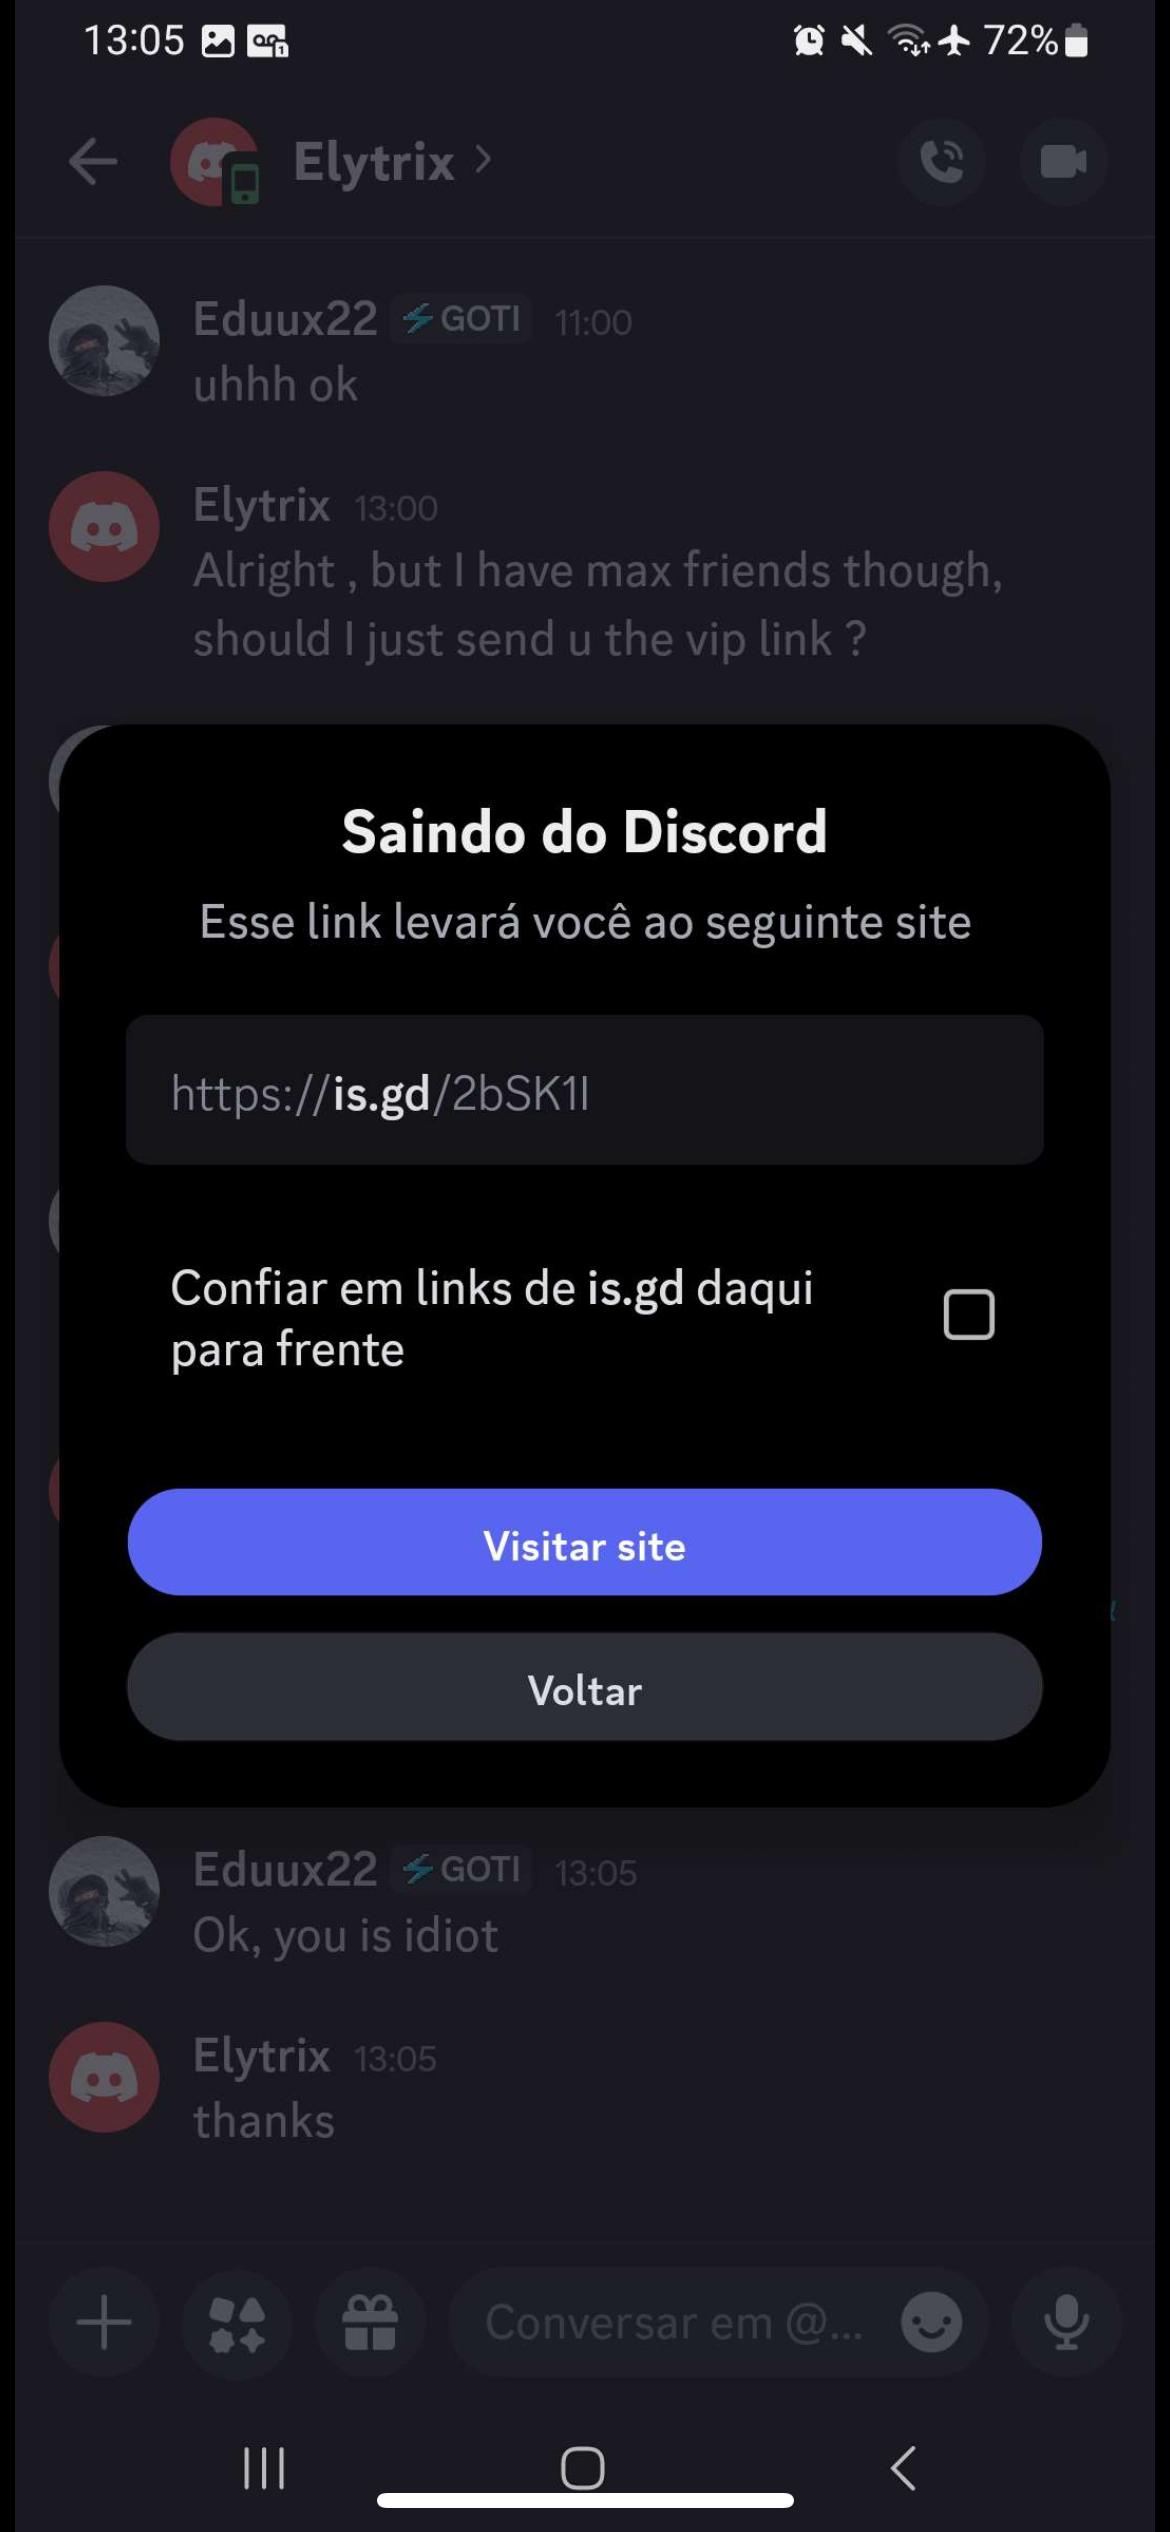 13:05
72%
Elytrix
Eduux22 GOTI 11:00
uhhh ok
Elytrix 13:00
Alright , but I have max friends though,
should I just send u the vip link ?
Saindo do Discord
Esse link levará você ao seguinte site
https://is.gd/2bSK1l
Confiar em links de is.gd daqui
para frente
Visitar site
Voltar
Eduux22 GOTI 13:05
Ok, you is idiot
Elytrix 13:05
thanks
Conversar em @...